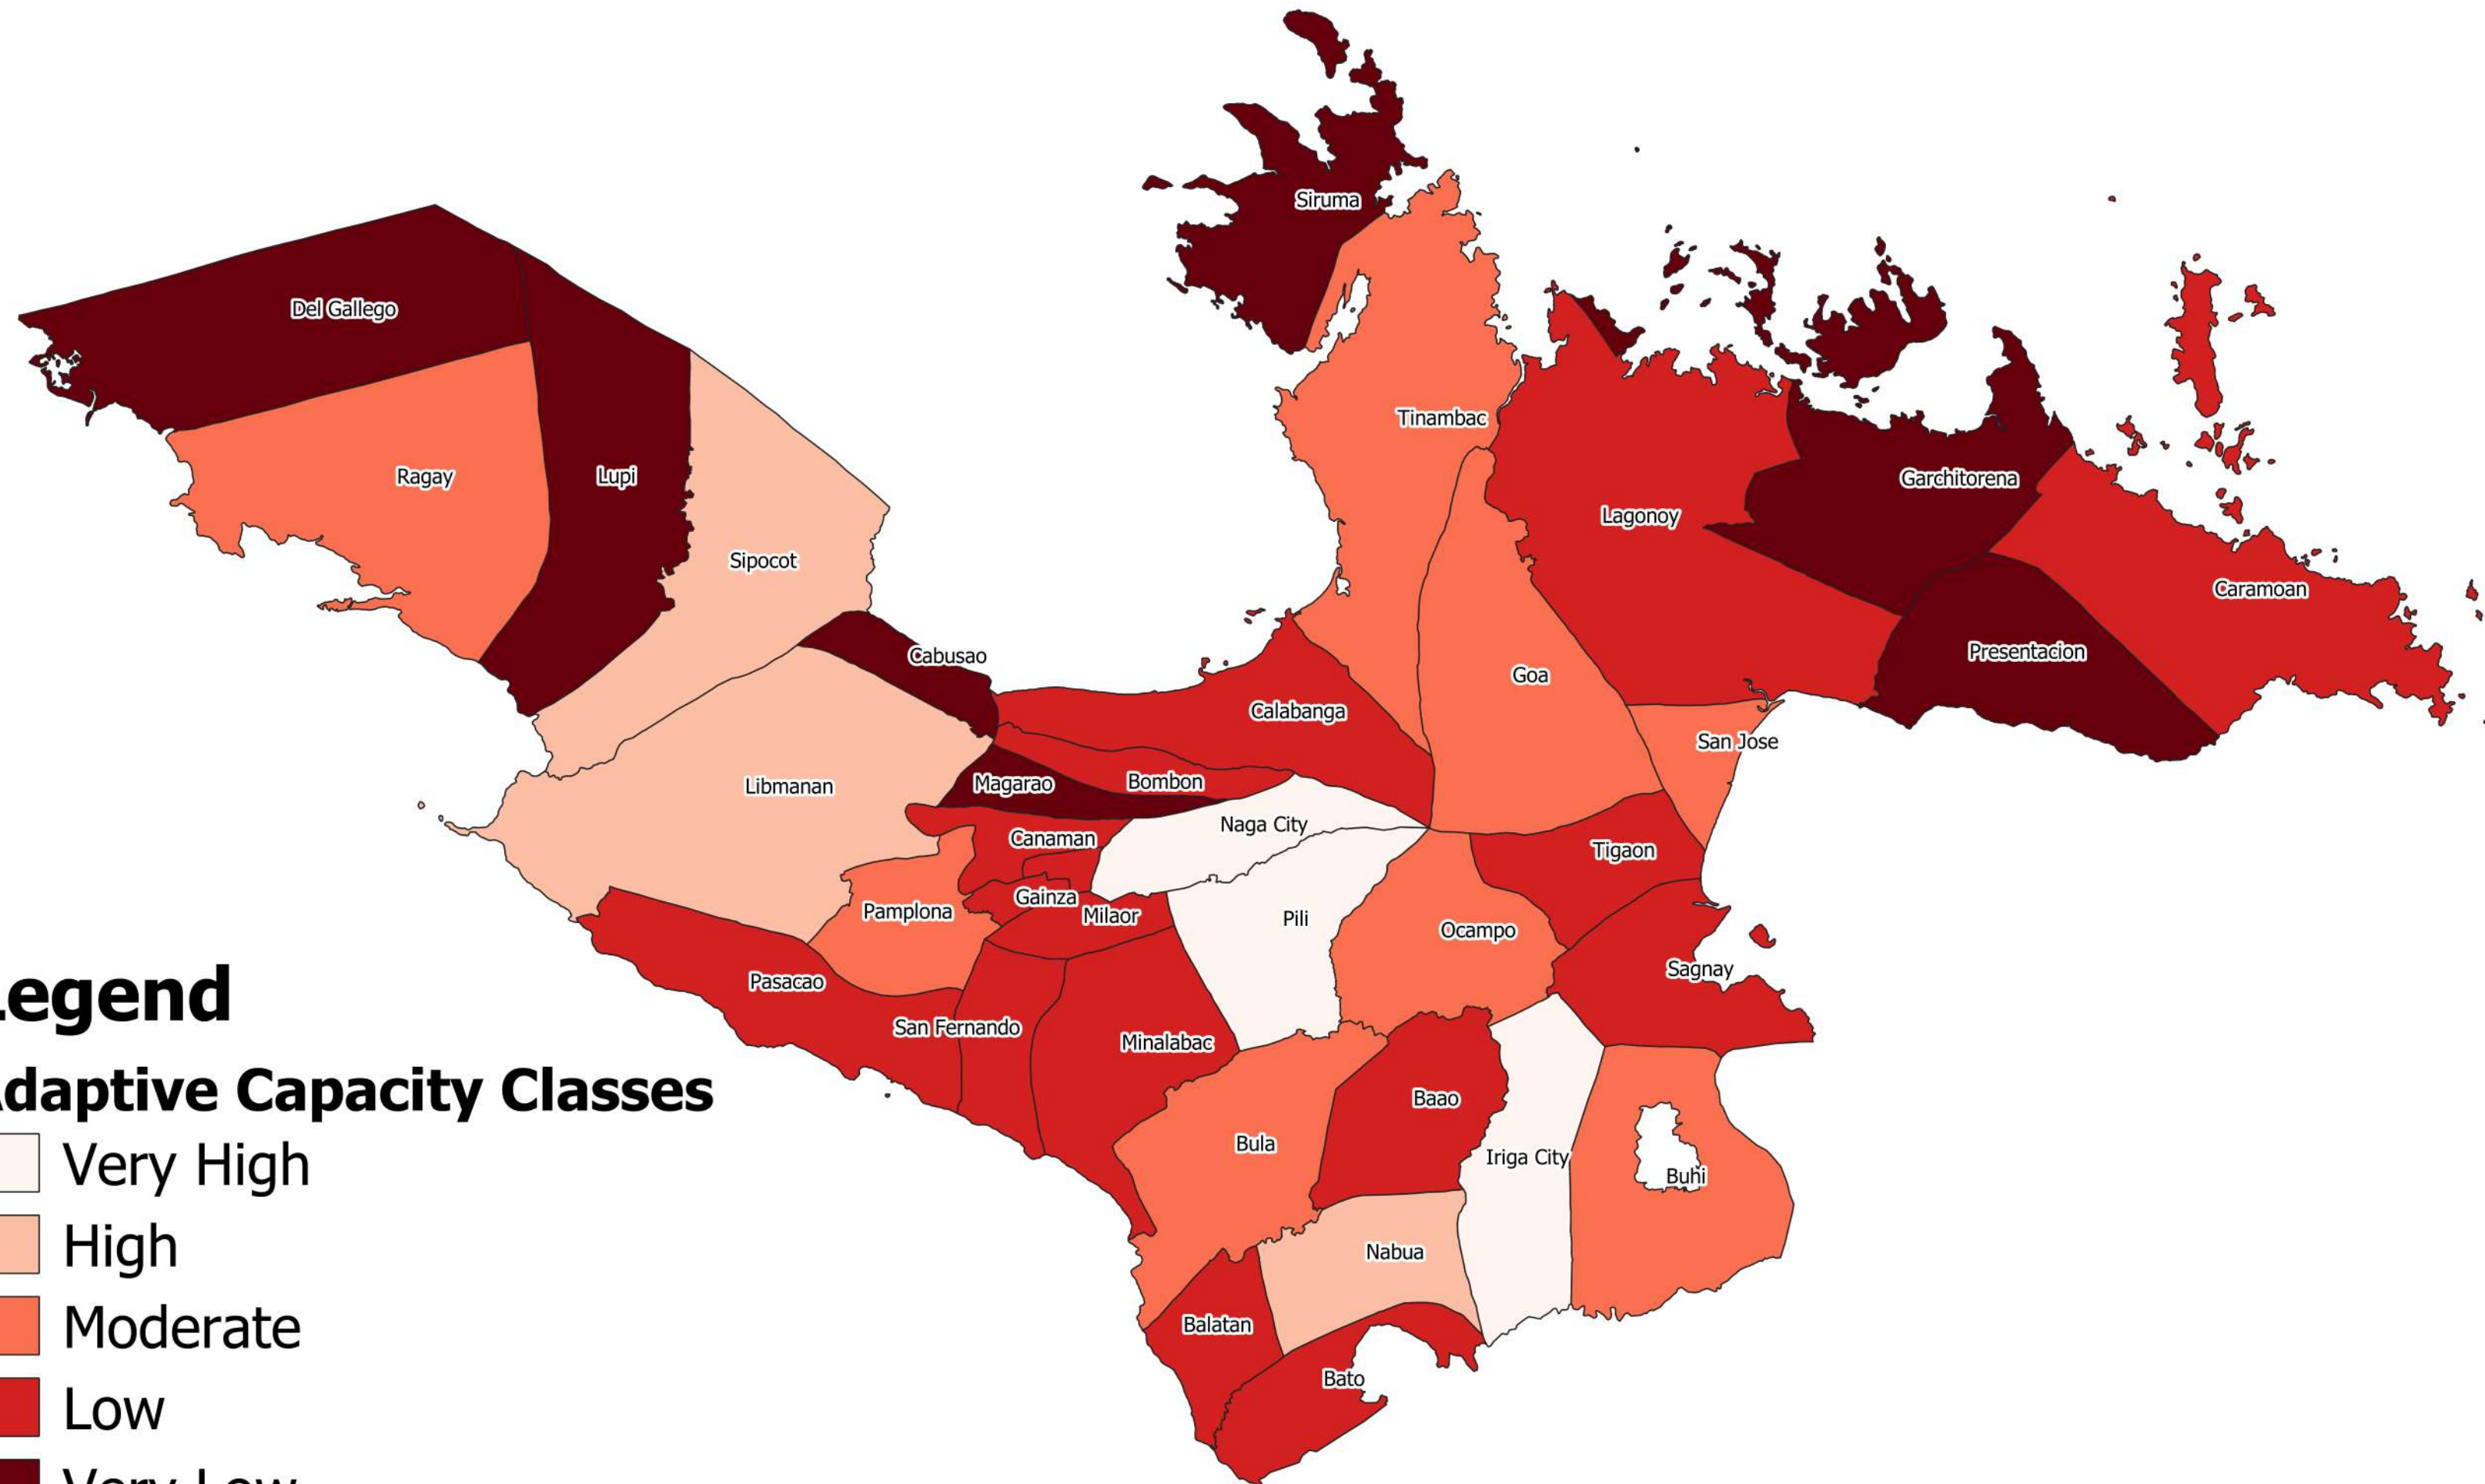 Siruma
Del Gallego
Tinambac
Ragay
Lupi
Garchitorena
Lagonoy
Sipocot
Caramoan
Cabusao
Presentacion
Goa
Calabanga
San Jose
Libmanan
Magarao
Bombon
Naga City
Canaman
Tigaon
Gainza
Pamplona
Milaor
Pili
Ocampo
Sagnay
Pasacao
San Fernando
Minalabac
Baao
Bula
Iriga City
Buhi
Nabua
Balatan
Bato
Legend
Adaptive Capacity Classes
Very High
High
Moderate
Low
Very Low